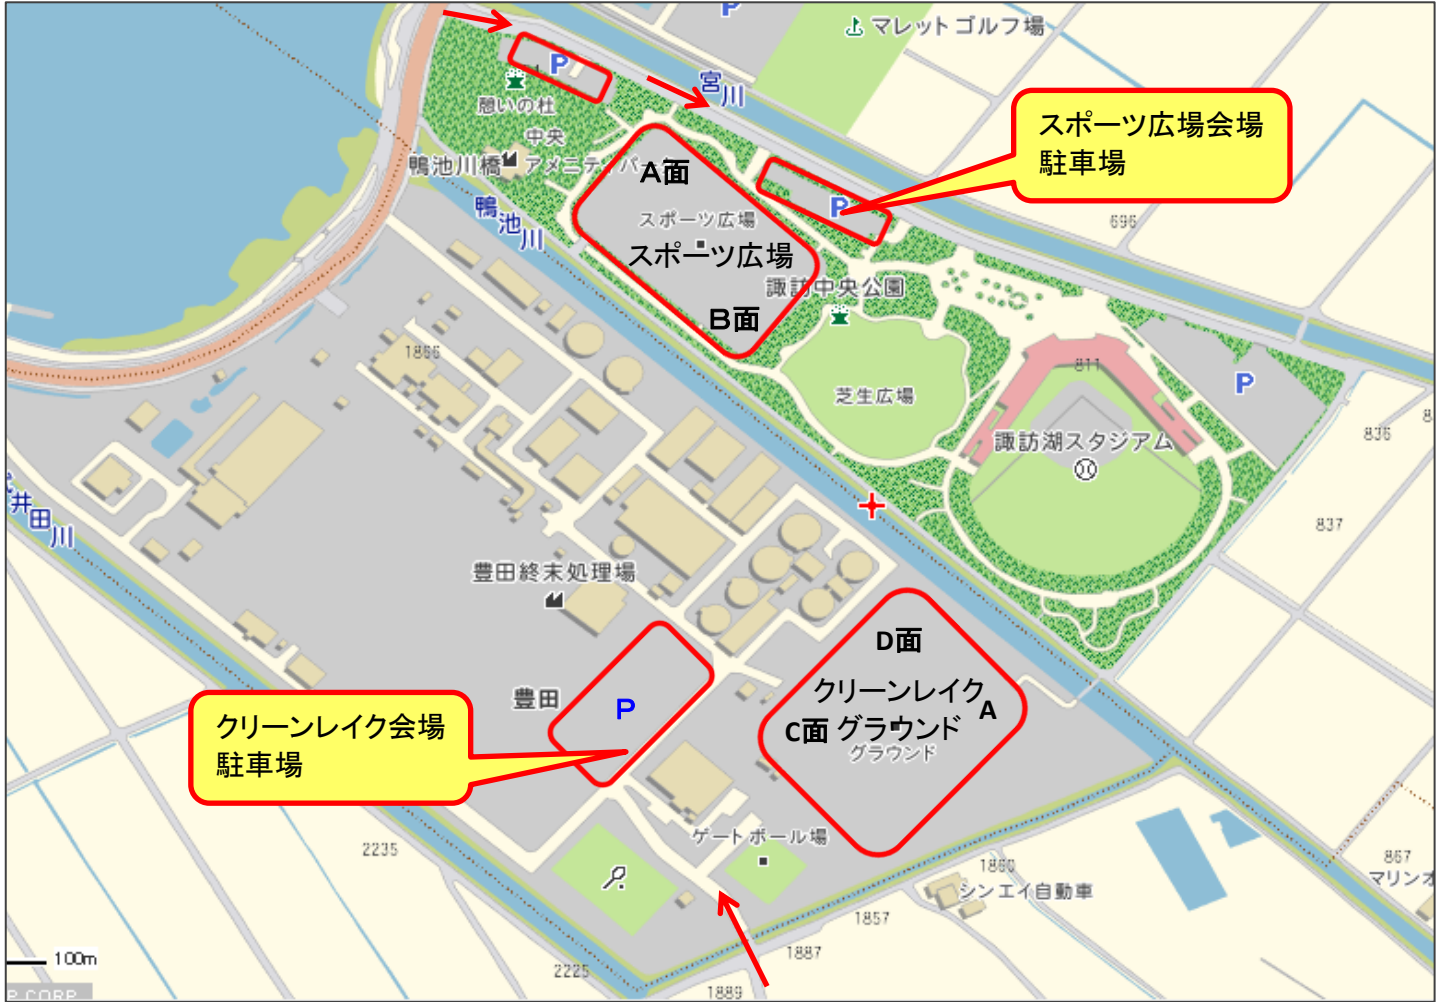 P
マレットゴルフ場
P
憩いの杜
宮川
スポーツ広場会場
駐車場
中央
アメニティパーク
鴨池川橋
A面
P
鴨池川
スポーツ広場
スポーツ広場
696
B面
諏訪中央公園
1866
811
P
芝生広場
836
諏訪湖スタジアム
井田川
837
豊田終末処理場
D面
豊田
P
クリーンレイク
A
C面
グラウンド
グラウンド
クリーンレイク会場
駐車場
ゲートボール場
2235
1860
867
マリンオ
シンエイ自動車
1857
1887
100m
2225
1889
P CORP